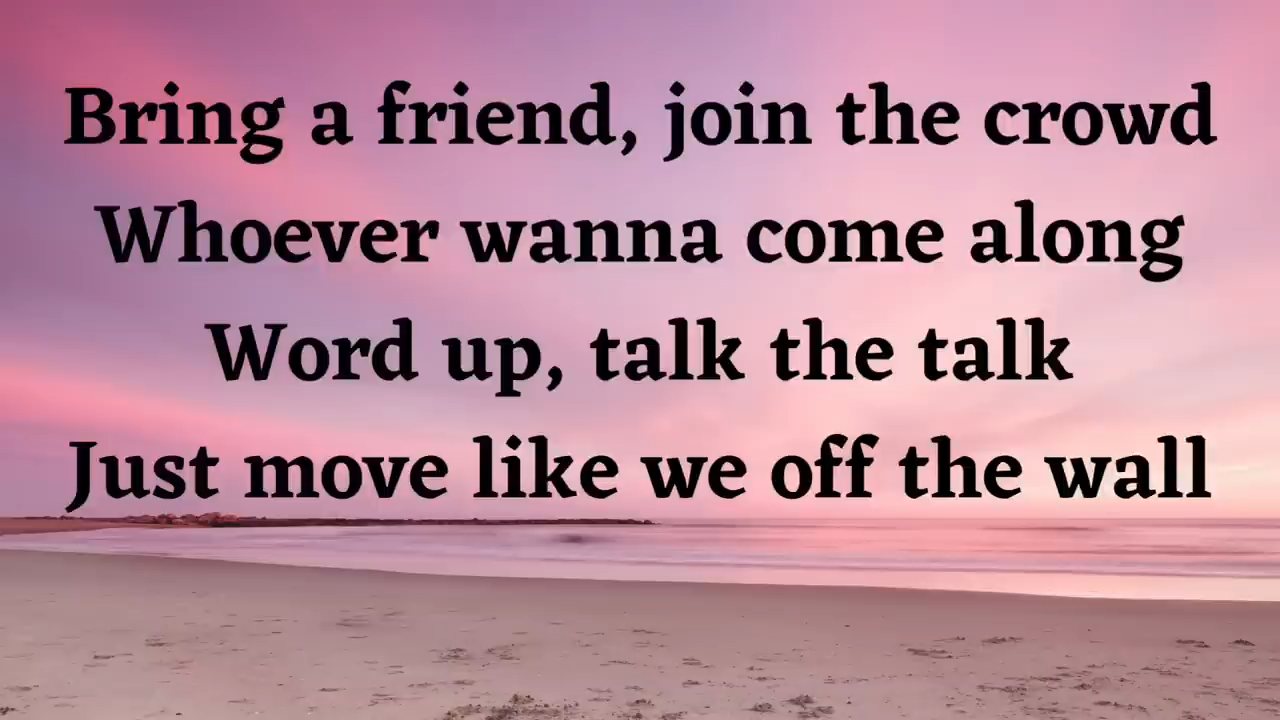 Bring a friend, join the crowd
Whoever wanna come along
Word up, talk the talk
Just move like we off the wall